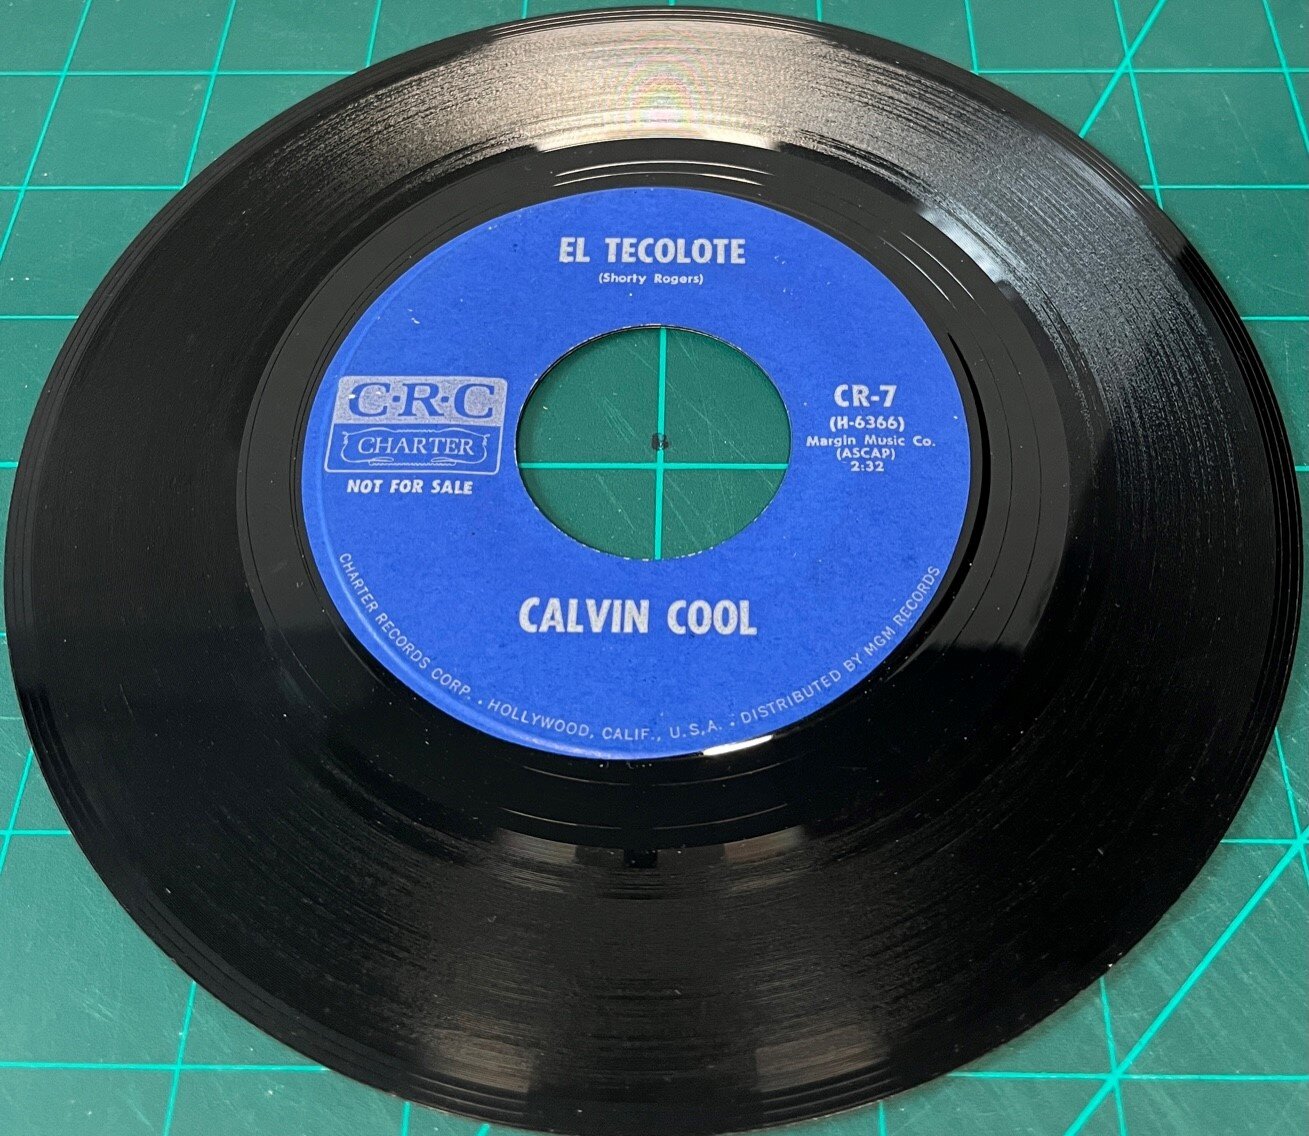 EL TECOLOTE
(Shorty Rogers)
C·R·C
CHARTER
NOT FOR SALE
CR-7
(H-6366)
Margin Music Co.
(ASCAP)
2:32
CALVIN COOL
CHARTER RECORDS CORP. . HOLLYWOOD, CALIF., U.S.A. . DISTRIBUTED BY MGM RECORDS